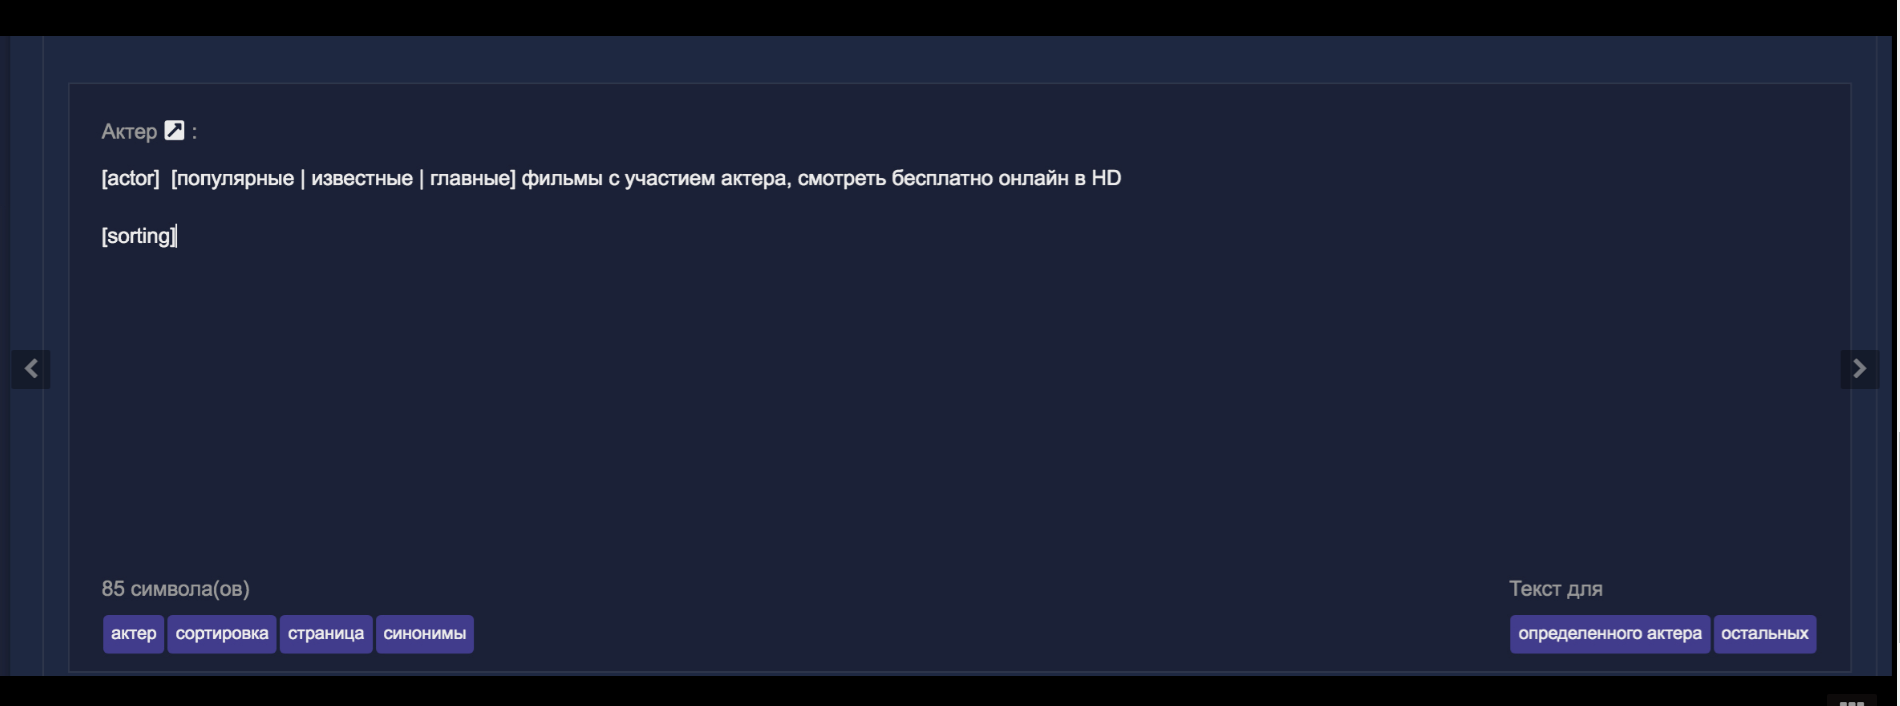 Актер :
[actor]  [популярные | известные | главные] фильмы с участием актера, смотреть бесплатно онлайн в HD
[sorting]
85 символа(ов)
Текст для
актер сортировка страница синонимы
определенного актера остальных